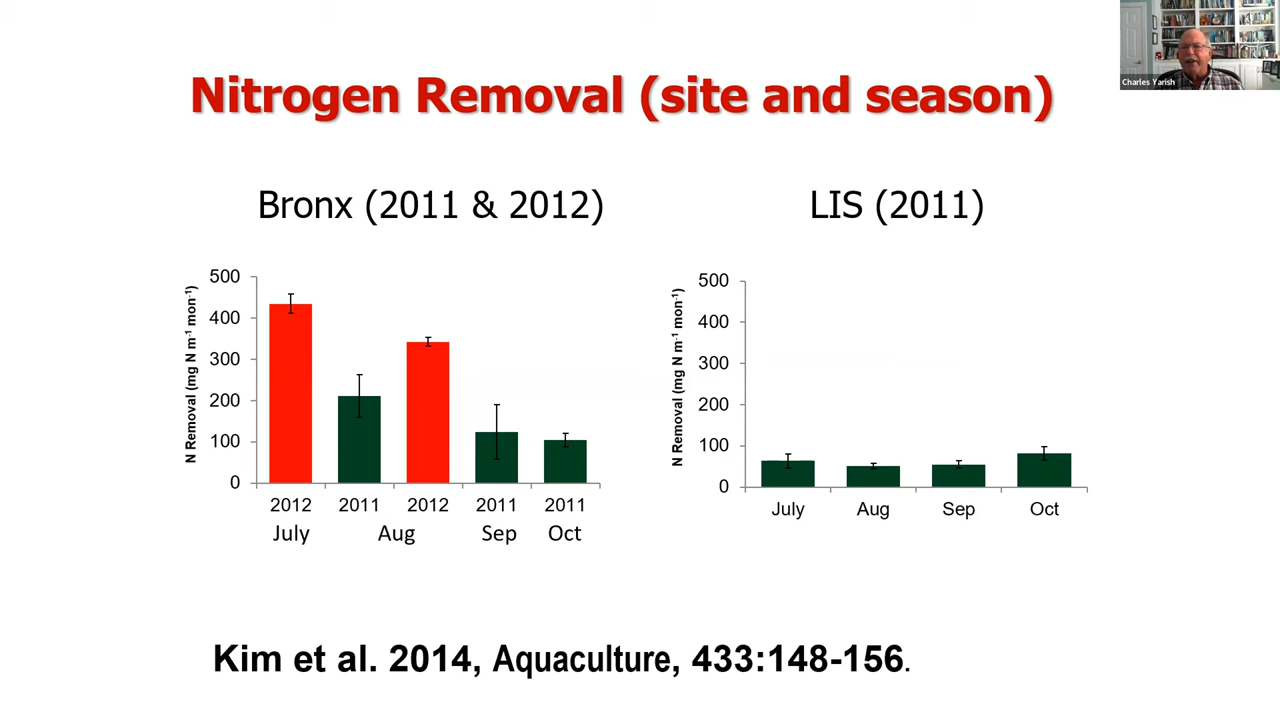 Charles Yarish
Nitrogen Removal (site and season)
Bronx (2011 & 2012)
N Removal (mg N m⁻¹ mon⁻¹)
500
400
300
200
100
0
2012 2011 2012 2011 2011
July Aug Sep Oct
LIS (2011)
N Removal (mg N m⁻¹ mon⁻¹)
500
400
300
200
100
0
July Aug Sep Oct
Kim et al. 2014, Aquaculture, 433:148-156.